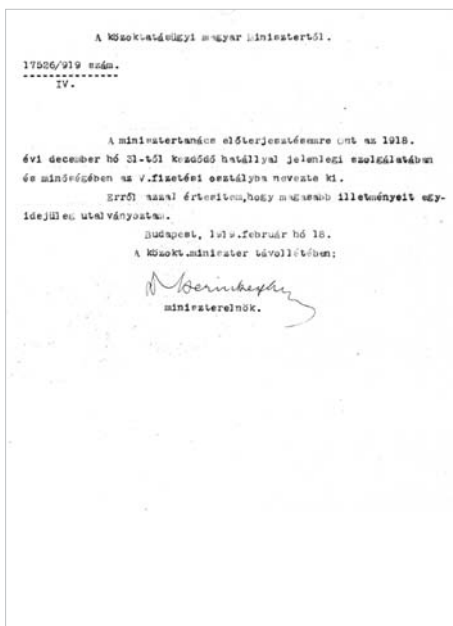 A közoktatásügyi magyar Minisztertől.
17526/919 szám.
IV.
A minisztertanács előterjesztésemre Önt az 1918.
évi december hó 31-től kezdődő hatállyal jelenlegi szolgálatában
és minőségében az V.fizetési osztályba nevezte ki.
Erről azzal értesitem,hogy magasabb illetményeit egy-
idejüleg utalványoztam.
Budapest, 1919.február hó 18.
A közokt.miniszter távollétében:
Dr Berinkey
miniszterelnök.